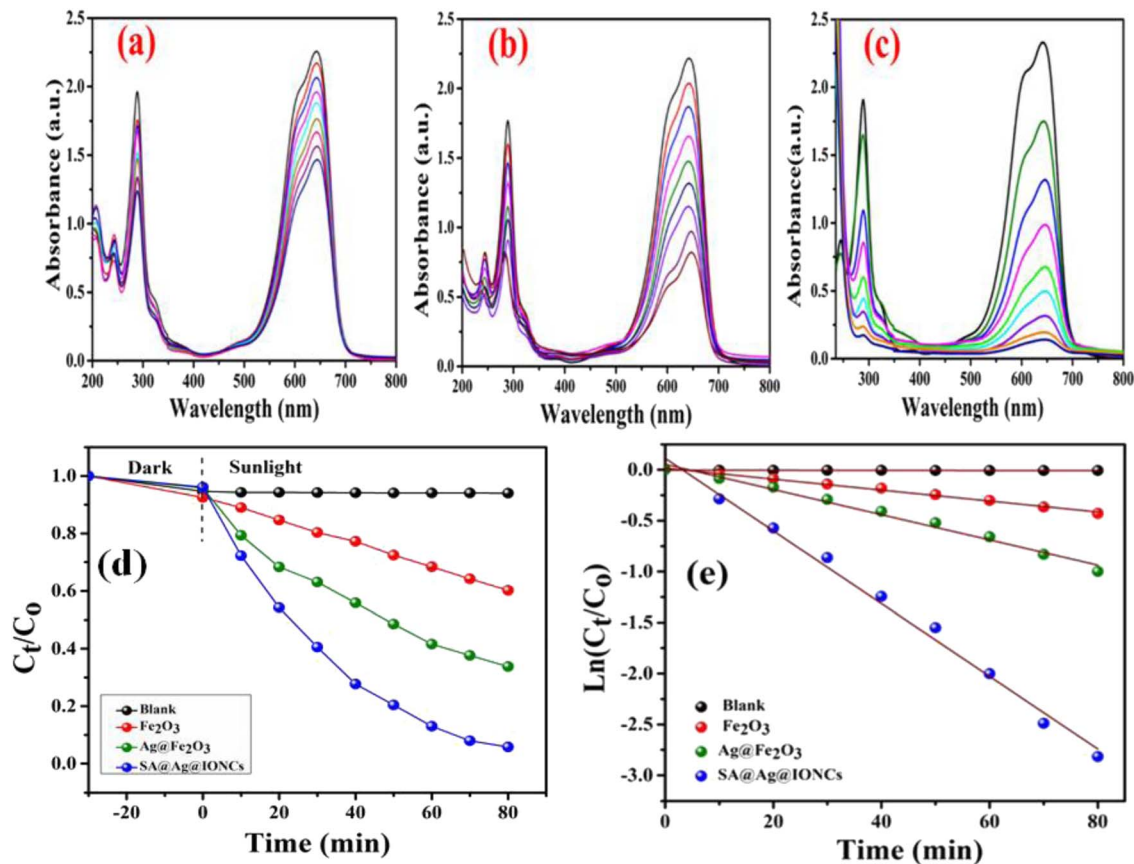 (a)
2.5
2.0
1.5
1.0
0.5
0.0
Absorbance (a.u.)
200 300 400 500 600 700 800
Wavelength (nm)
(b)
2.5
2.0
1.5
1.0
0.5
0.0
Absorbance (a.u.)
200 300 400 500 600 700 800
Wavelength (nm)
(c)
2.5
2.0
1.5
1.0
0.5
0.0
Absorbance(a.u.)
300 400 500 600 700 800
Wavelength (nm)
Dark Sunlight
1.0
0.8
0.6
0.4
0.2
0.0
Ct/Co
(d)
Blank
Fe2O3
Ag@Fe2O3
SA@Ag@IONCs
-20 0 20 40 60 80
Time (min)
0.0
-0.5
-1.0
-1.5
-2.0
-2.5
-3.0
Ln(Ct/Co)
(e)
Blank
Fe2O3
Ag@Fe2O3
SA@Ag@IONCs
0 20 40 60 80
Time (min)